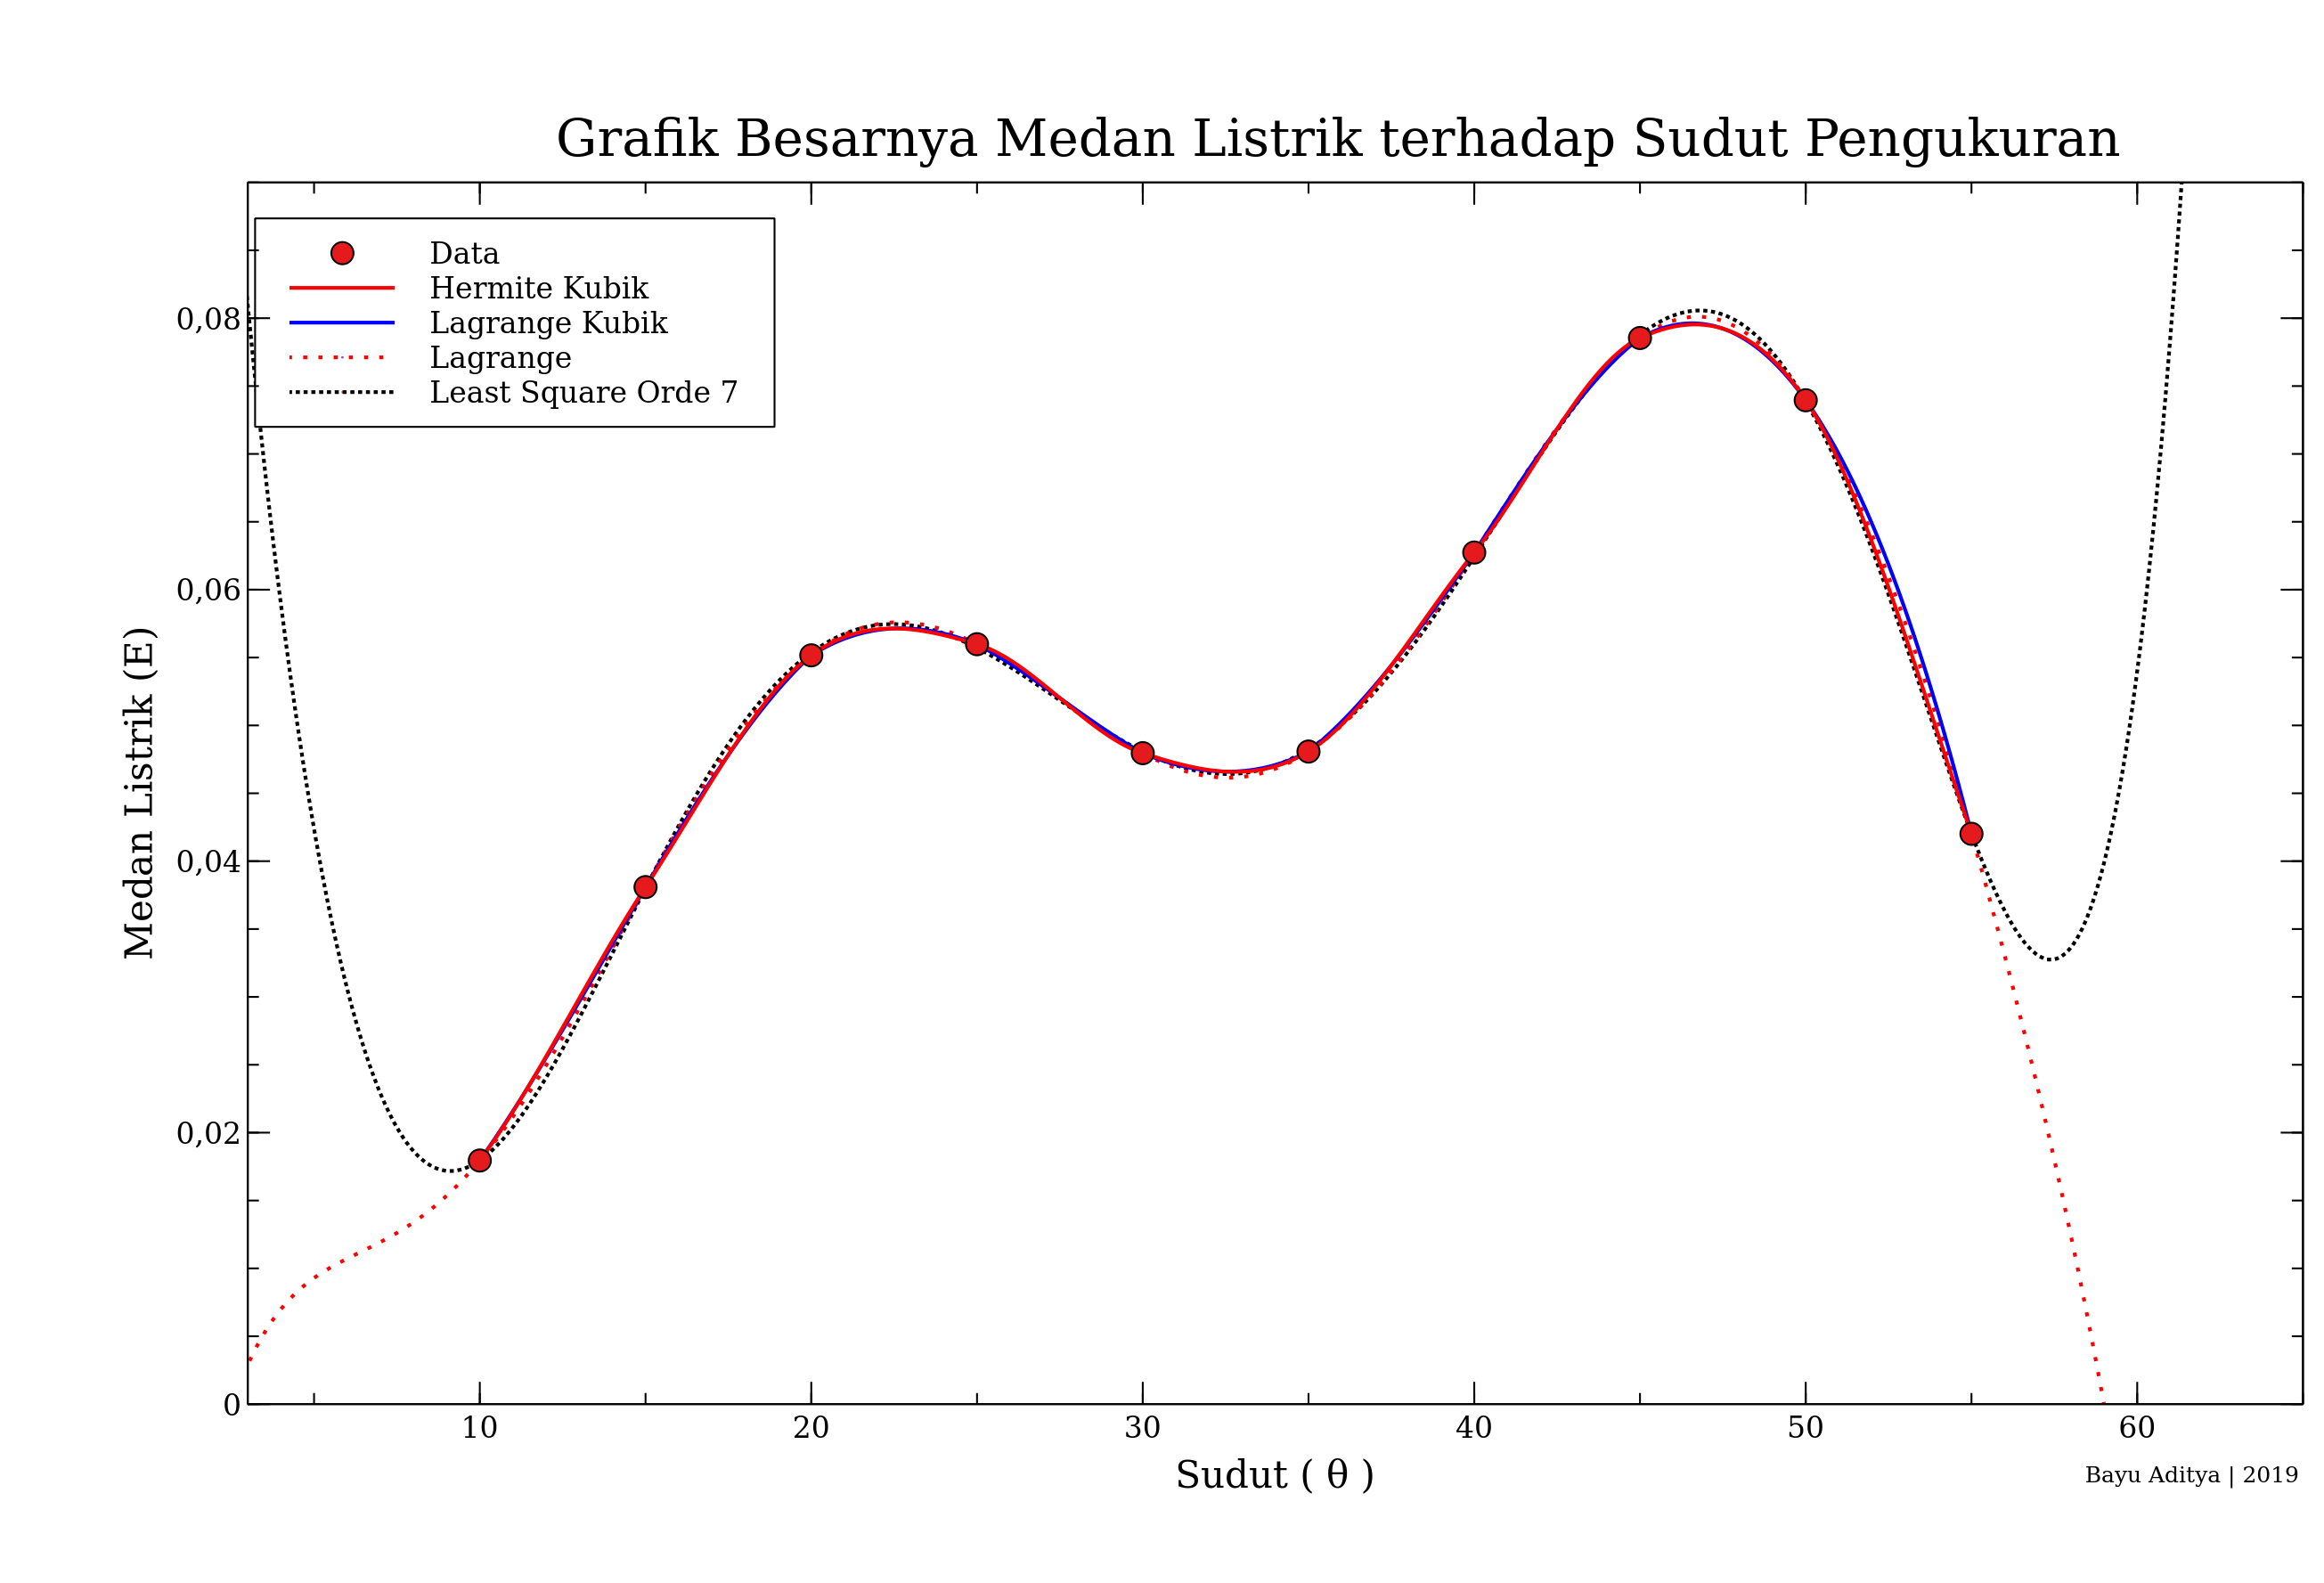 Grafik Besarnya Medan Listrik terhadap Sudut Pengukuran
Data
Hermite Kubik
Lagrange Kubik
Lagrange
Least Square Orde 7
0,08
0,06
0,04
0,02
0
Medan Listrik (E)
10 20 30 40 50 60
Sudut ( θ )
Bayu Aditya | 2019